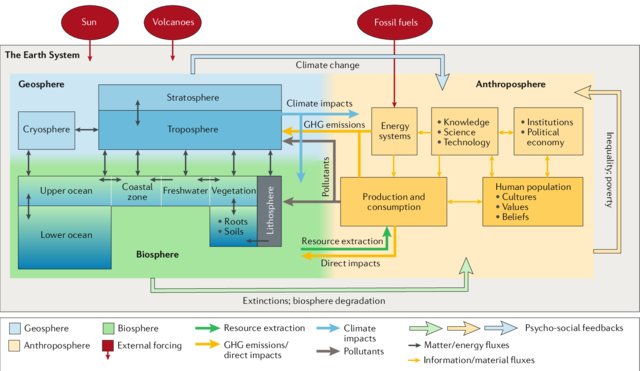 Sun
Volcanoes
Fossil fuels
The Earth System
Climate change
Geosphere
Anthroposphere
Stratosphere
Troposphere
Cryosphere
Climate impacts
GHG emissions
Energy
systems
• Knowledge
• Science
• Technology
• Institutions
• Political
economy
Inequality; poverty
Pollutants
Upper ocean
Coastal
zone
Freshwater
Vegetation
Lithosphere
Production and
consumption
Human population
• Cultures
• Values
• Beliefs
Lower ocean
• Roots
• Soils
Biosphere
Resource extraction
Direct impacts
Extinctions; biosphere degradation
Geosphere
Biosphere
Resource extraction
Climate
impacts
Psycho-social feedbacks
Anthroposphere
External forcing
GHG emissions/
direct impacts
Pollutants
Matter/energy fluxes
Information/material fluxes